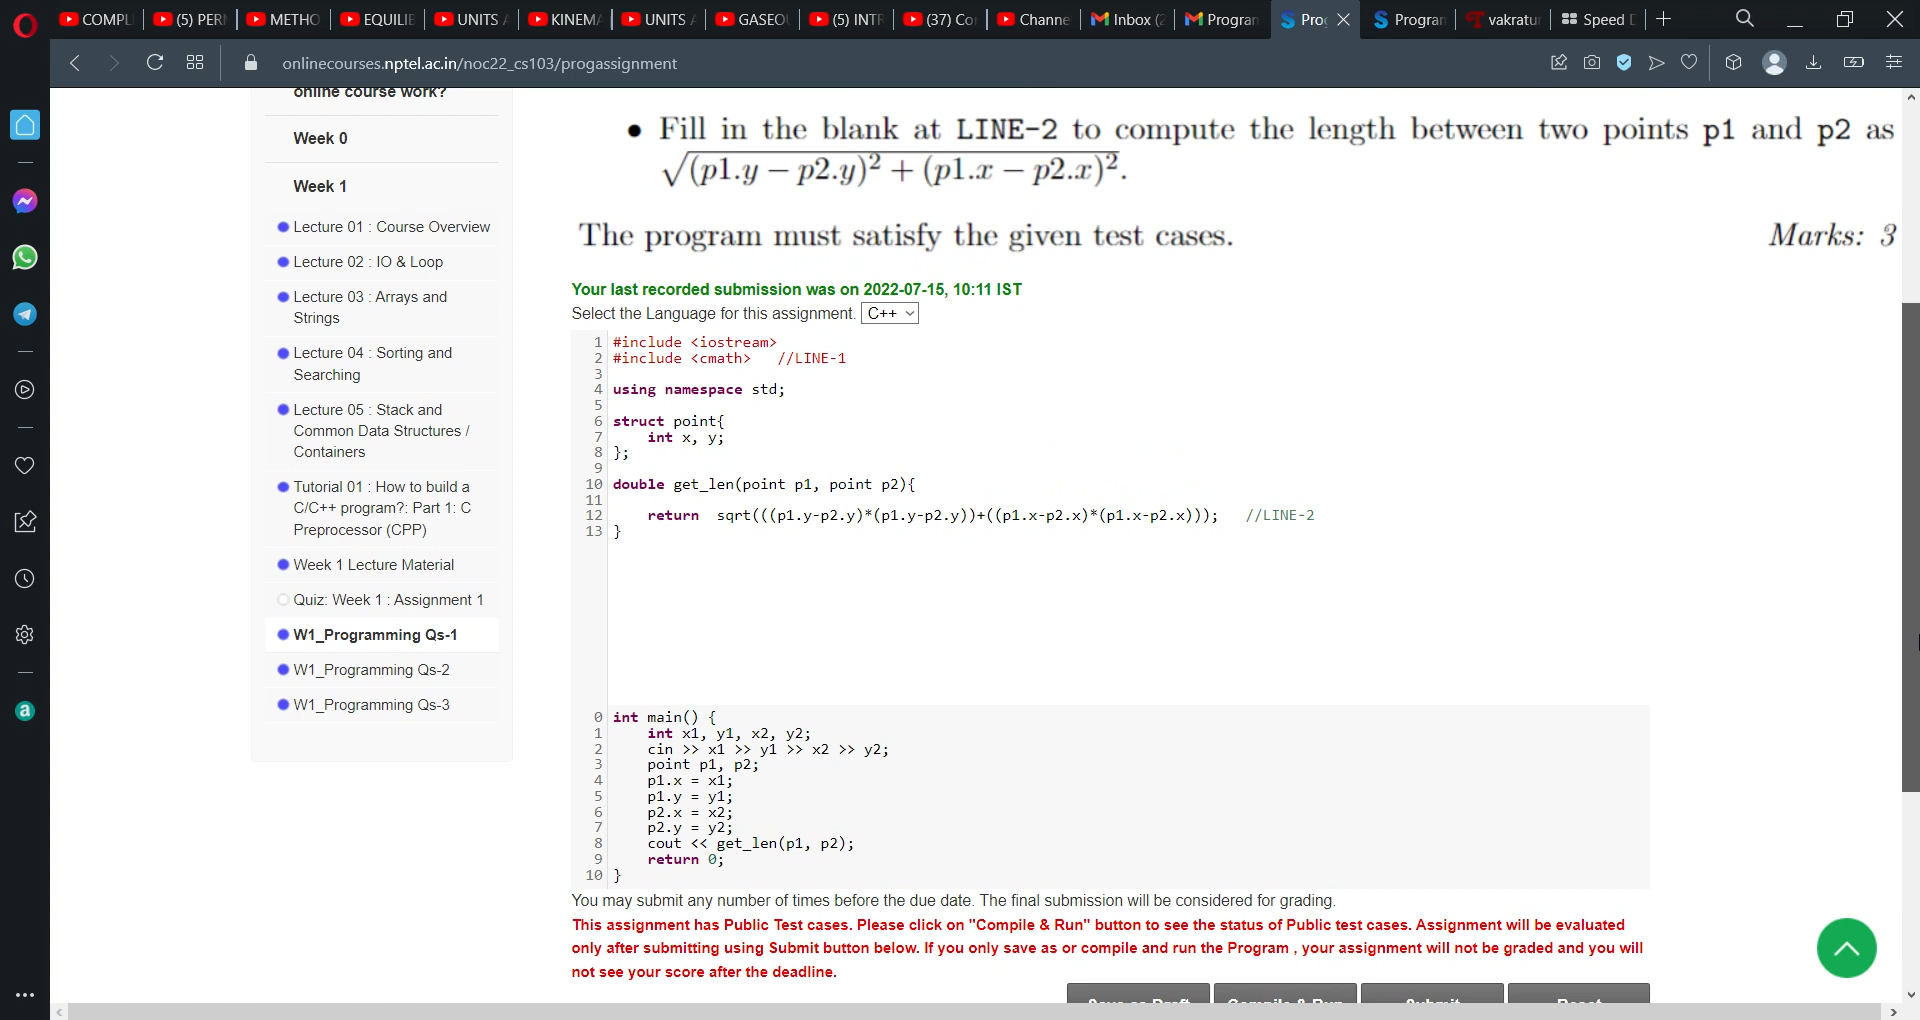 COMPL
(5) PER
METHO
EQUILIB
UNITS
KINEMA
UNITS
GASEO
(5) INTR
(37) Co
Channe
Inbox (2
Program
Pro
Program
vakratur
Speed
onlinecourses.nptel.ac.in/noc22_cs103/progassignment
online course work?
Week 0
Week 1
Lecture 01 : Course Overview
Lecture 02 : IO & Loop
Lecture 03 : Arrays and
Strings
Lecture 04 : Sorting and
Searching
Lecture 05 : Stack and
Common Data Structures /
Containers
Tutorial 01 : How to build a
C/C++ program?: Part 1: C
Preprocessor (CPP)
Week 1 Lecture Material
Quiz: Week 1 : Assignment 1
W1_Programming Qs-1
W1_Programming Qs-2
W1_Programming Qs-3
• Fill in the blank at LINE-2 to compute the length between two points p1 and p2 as
√(p1.y − p2.y)² + (p1.x − p2.x)².
The program must satisfy the given test cases. Marks: 3
Your last recorded submission was on 2022-07-15, 10:11 IST
Select the Language for this assignment. C++
1 #include <iostream>
2 #include <cmath> //LINE-1
3
4 using namespace std;
5
6 struct point{
7 int x, y;
8 };
9
10 double get_len(point p1, point p2){
11
12 return sqrt(((p1.y-p2.y)*(p1.y-p2.y))+((p1.x-p2.x)*(p1.x-p2.x))); //LINE-2
13 }
0 int main() {
1 int x1, y1, x2, y2;
2 cin >> x1 >> y1 >> x2 >> y2;
3 point p1, p2;
4 p1.x = x1;
5 p1.y = y1;
6 p2.x = x2;
7 p2.y = y2;
8 cout << get_len(p1, p2);
9 return 0;
10 }
You may submit any number of times before the due date. The final submission will be considered for grading.
This assignment has Public Test cases. Please click on "Compile & Run" button to see the status of Public test cases. Assignment will be evaluated
only after submitting using Submit button below. If you only save as or compile and run the Program , your assignment will not be graded and you will
not see your score after the deadline.
Save as Draft Compile & Run Submit Reset